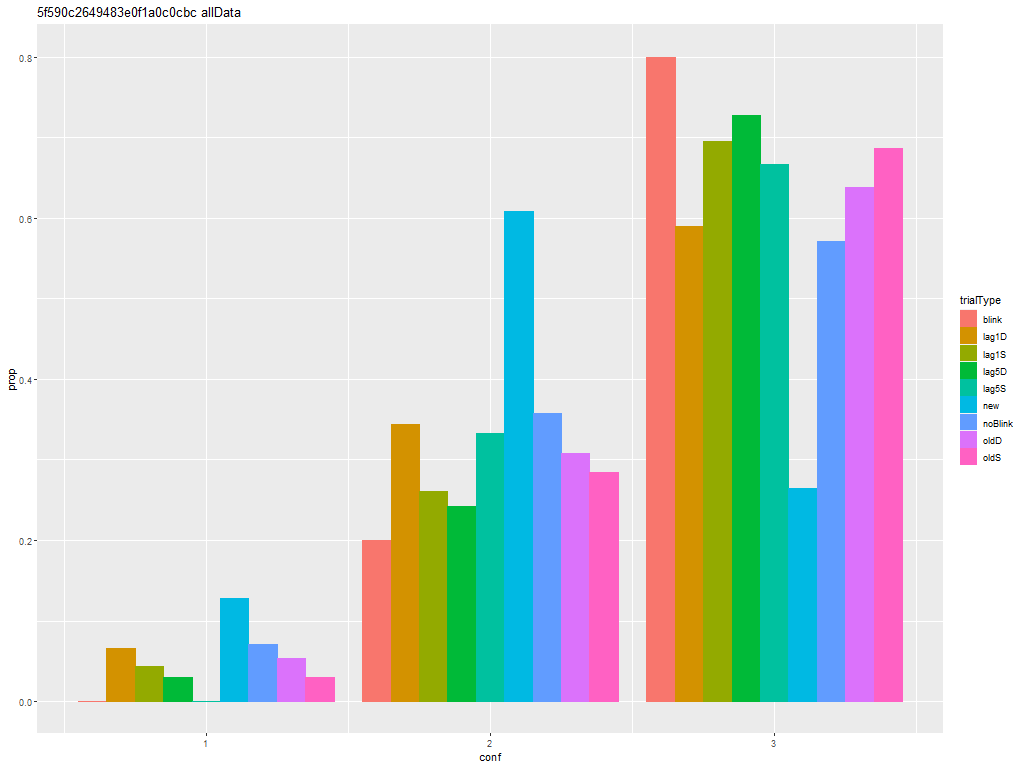 5f590c2649483e0f1a0c0cbc allData
prop
0.8
0.6
0.4
0.2
0.0
1
2
3
conf
trialType
blink
lag1D
lag1S
lag5D
lag5S
new
noBlink
oldD
oldS